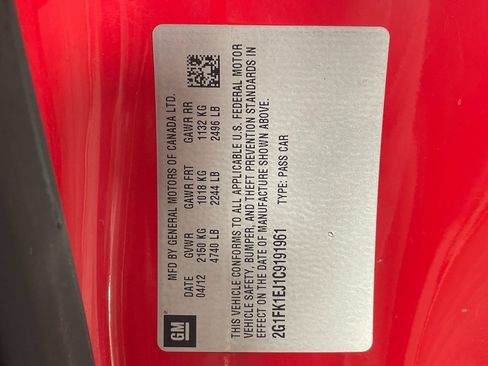 GM
MFD BY GENERAL MOTORS OF CANADA LTD.
04/12 GVWR GAWR FRT GAWR RR
2150 KG 1018 KG 1132 KG
4740 LB 2244 LB 2496 LB
THIS VEHICLE CONFORMS TO ALL APPLICABLE U.S. FEDERAL MOTOR
VEHICLE SAFETY, BUMPER, AND THEFT PREVENTION STANDARDS IN
EFFECT ON THE DATE OF MANUFACTURE SHOWN ABOVE.
2G1FK1EJ1C9191961 TYPE: PASS CAR